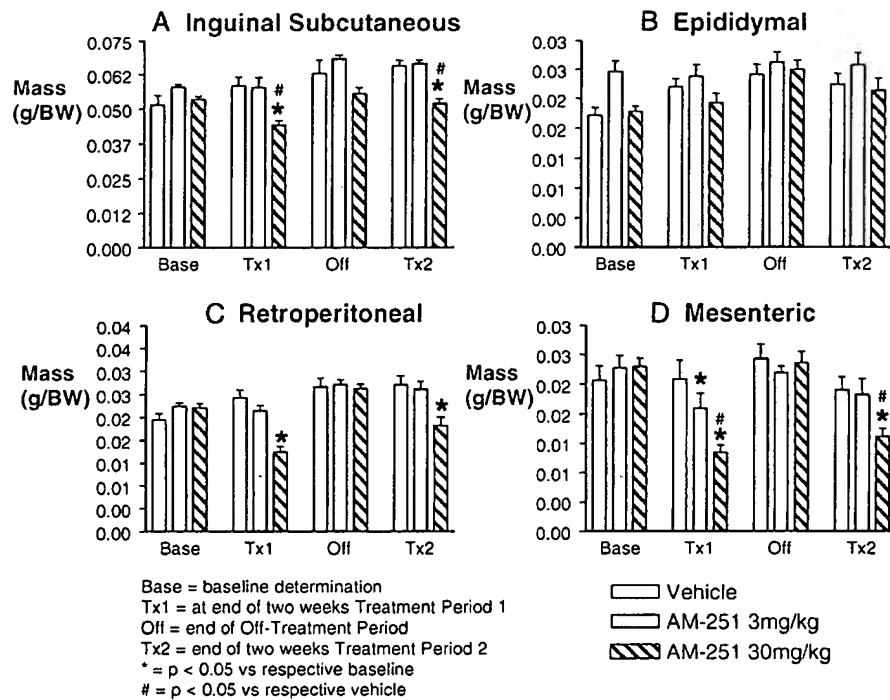 A Inguinal Subcutaneous
Mass
(g/BW)
0.075
0.062
0.050
0.037
0.025
0.012
0.000
#
*
#
*
Base
Tx1
Off
Tx2
B Epididymal
Mass
(g/BW)
0.03
0.03
0.02
0.02
0.01
0.01
0.00
0.00
Base
Tx1
Off
Tx2
C Retroperitoneal
Mass
(g/BW)
0.04
0.04
0.03
0.03
0.02
0.02
0.01
0.01
0.00
0.00
*
*
Base
Tx1
Off
Tx2
D Mesenteric
Mass
(g/BW)
0.03
0.03
0.02
0.02
0.01
0.01
0.00
0.00
*
#
*
#
*
Base
Tx1
Off
Tx2
Base = baseline determination
Tx1 = at end of two weeks Treatment Period 1
Off = end of Off-Treatment Period
Tx2 = end of two weeks Treatment Period 2
* = p < 0.05 vs respective baseline
# = p < 0.05 vs respective vehicle
Vehicle
AM-251 3mg/kg
AM-251 30mg/kg